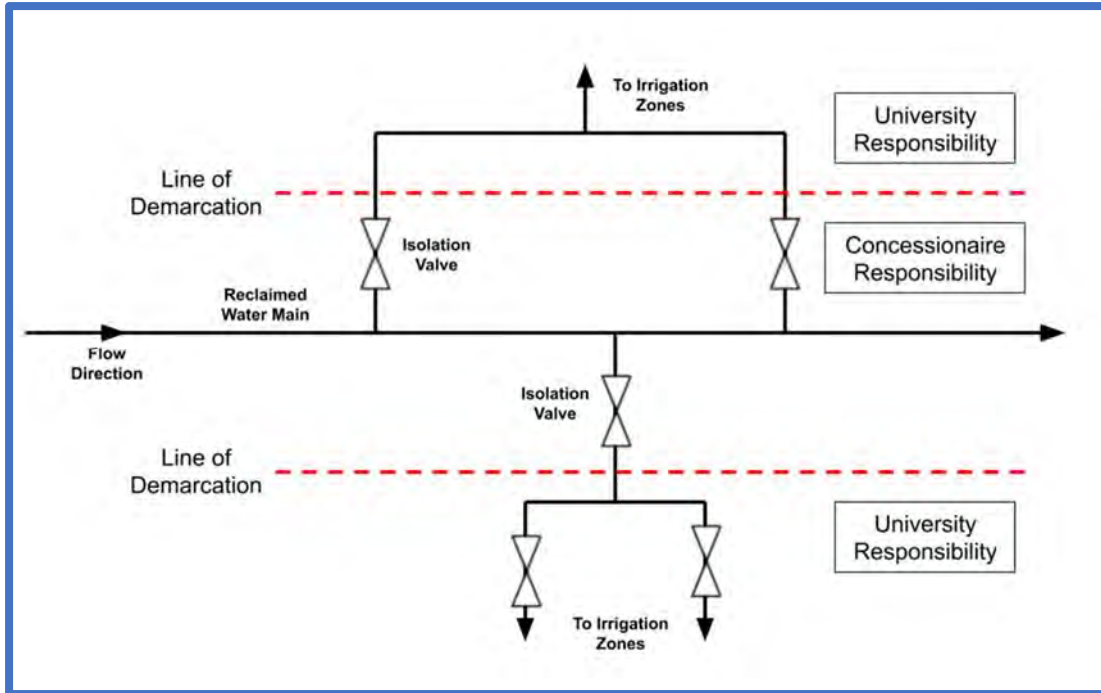 To Irrigation
Zones
University
Responsibility
Line of
Demarcation
Isolation
Valve
Concessionaire
Responsibility
Reclaimed
Water Main
Flow
Direction
Isolation
Valve
Line of
Demarcation
University
Responsibility
To Irrigation
Zones